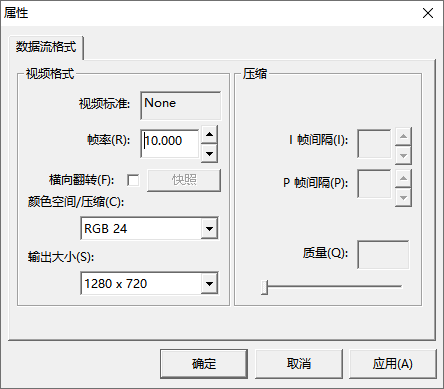 属性
数据流格式
视频格式
视频标准: None
帧率(R): 10.000
横向翻转(F): 快照
颜色空间/压缩(C):
RGB 24
输出大小(S):
1280 x 720
压缩
I 帧间隔(I):
P 帧间隔(P):
质量(Q):
确定 取消 应用(A)